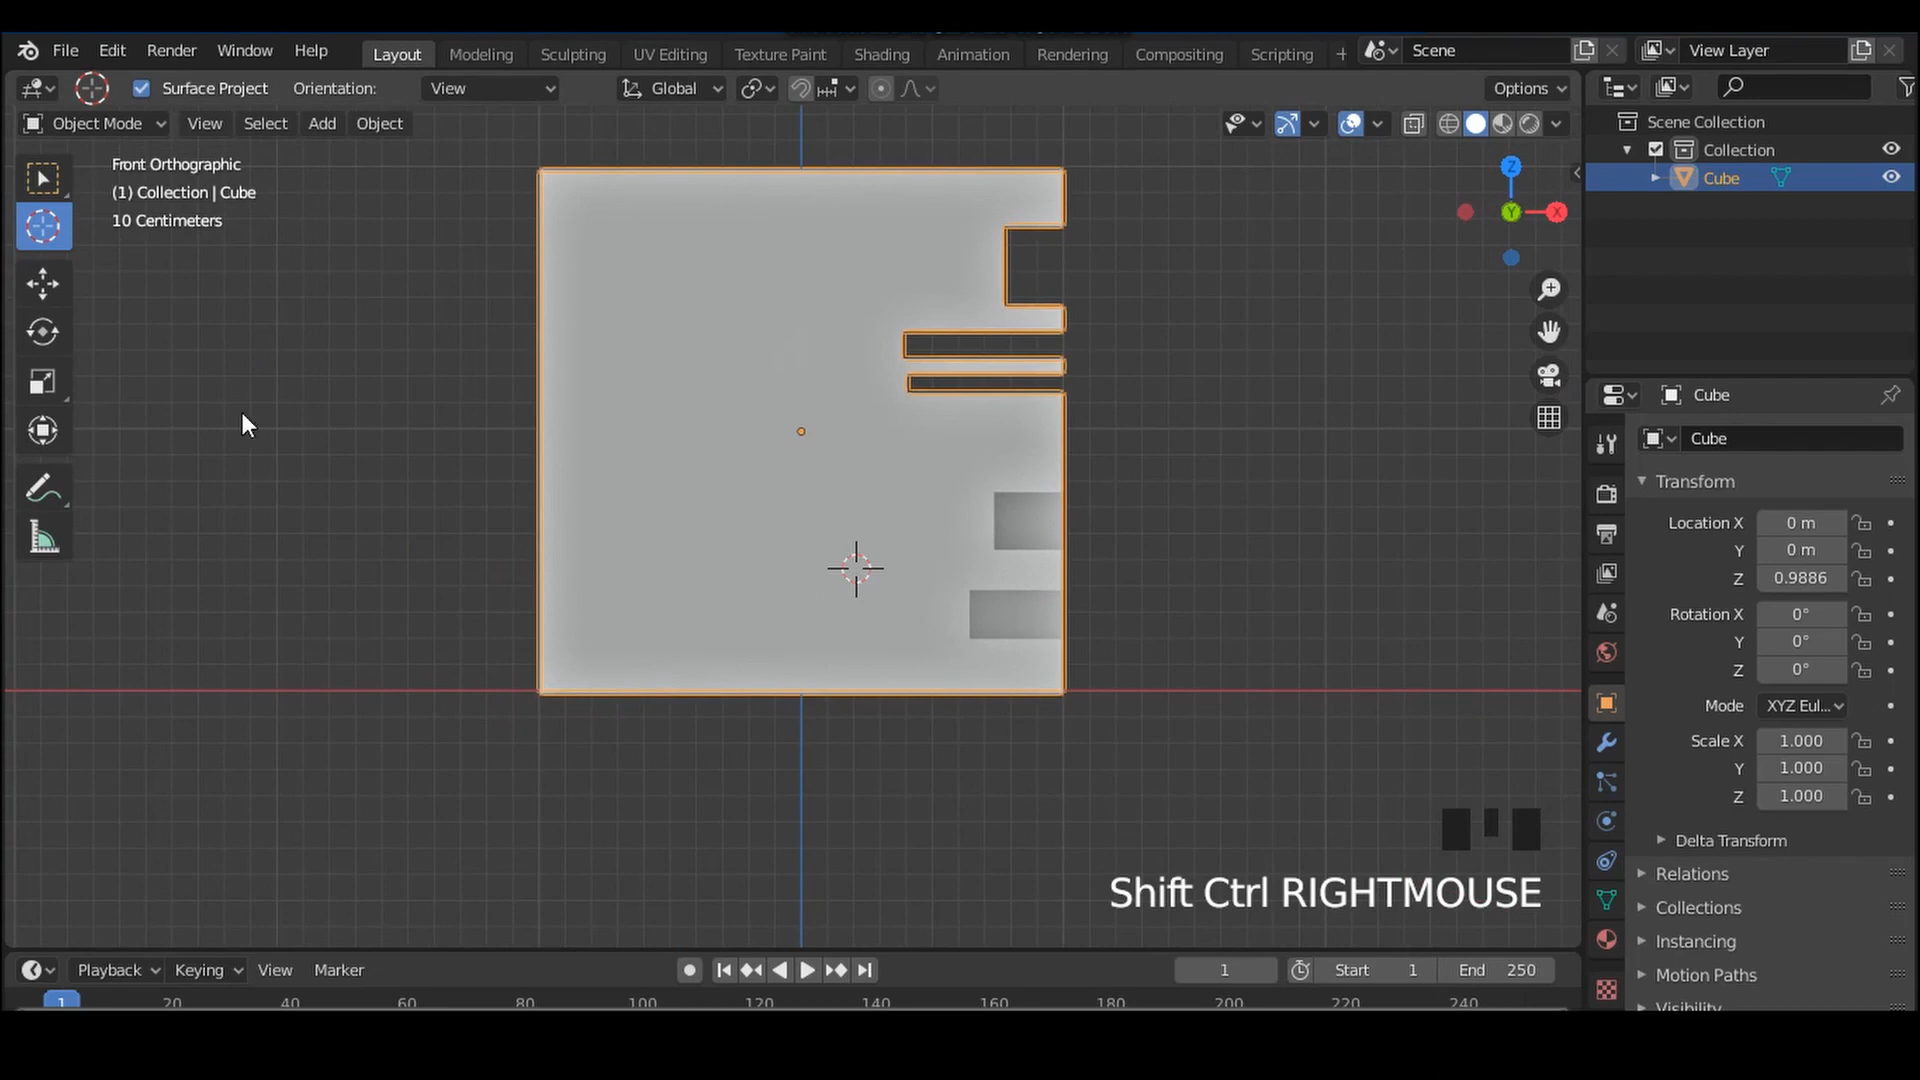 File Edit Render Window Help Layout Modeling Sculpting UV Editing Texture Paint Shading Animation Rendering Compositing Scripting + Scene View Layer
Surface Project Orientation: View Global Options
Object Mode View Select Add Object
Front Orthographic
(1) Collection | Cube
10 Centimeters
Z
Y
X
Scene Collection
Collection
Cube
Cube
Cube
Transform
Location X 0 m
Y 0 m
Z 0.9886
Rotation X 0°
Y 0°
Z 0°
Mode XYZ Eul...
Scale X 1.000
Y 1.000
Z 1.000
Delta Transform
Relations
Collections
Instancing
Motion Paths
Visibility
Shift Ctrl RIGHTMOUSE
Playback Keying View Marker 1 Start 1 End 250
1 20 40 60 80 100 120 140 160 180 200 220 240